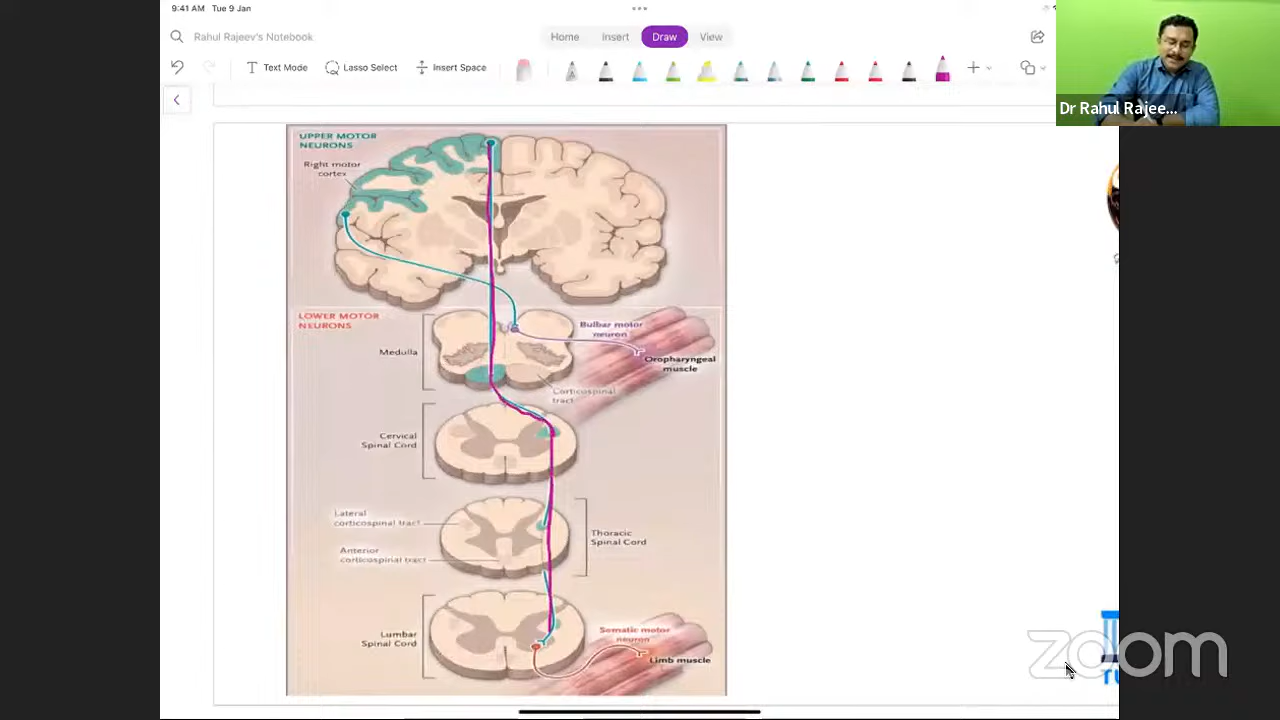 9:41 AM Tue 9 Jan
Rahul Rajeev's Notebook
Home Insert Draw View
Text Mode Lasso Select Insert Space
Dr Rahul Rajee...
UPPER MOTOR
NEURONS
Right motor
cortex
LOWER MOTOR
NEURONS
Medulla
Bulbar motor
neuron
Oropharyngeal
muscle
Corticospinal
tract
Cervical
Spinal Cord
Lateral
corticospinal tract
Anterior
corticospinal tract
Thoracic
Spinal Cord
Lumbar
Spinal Cord
Somatic motor
neuron
Limb muscle
zoom